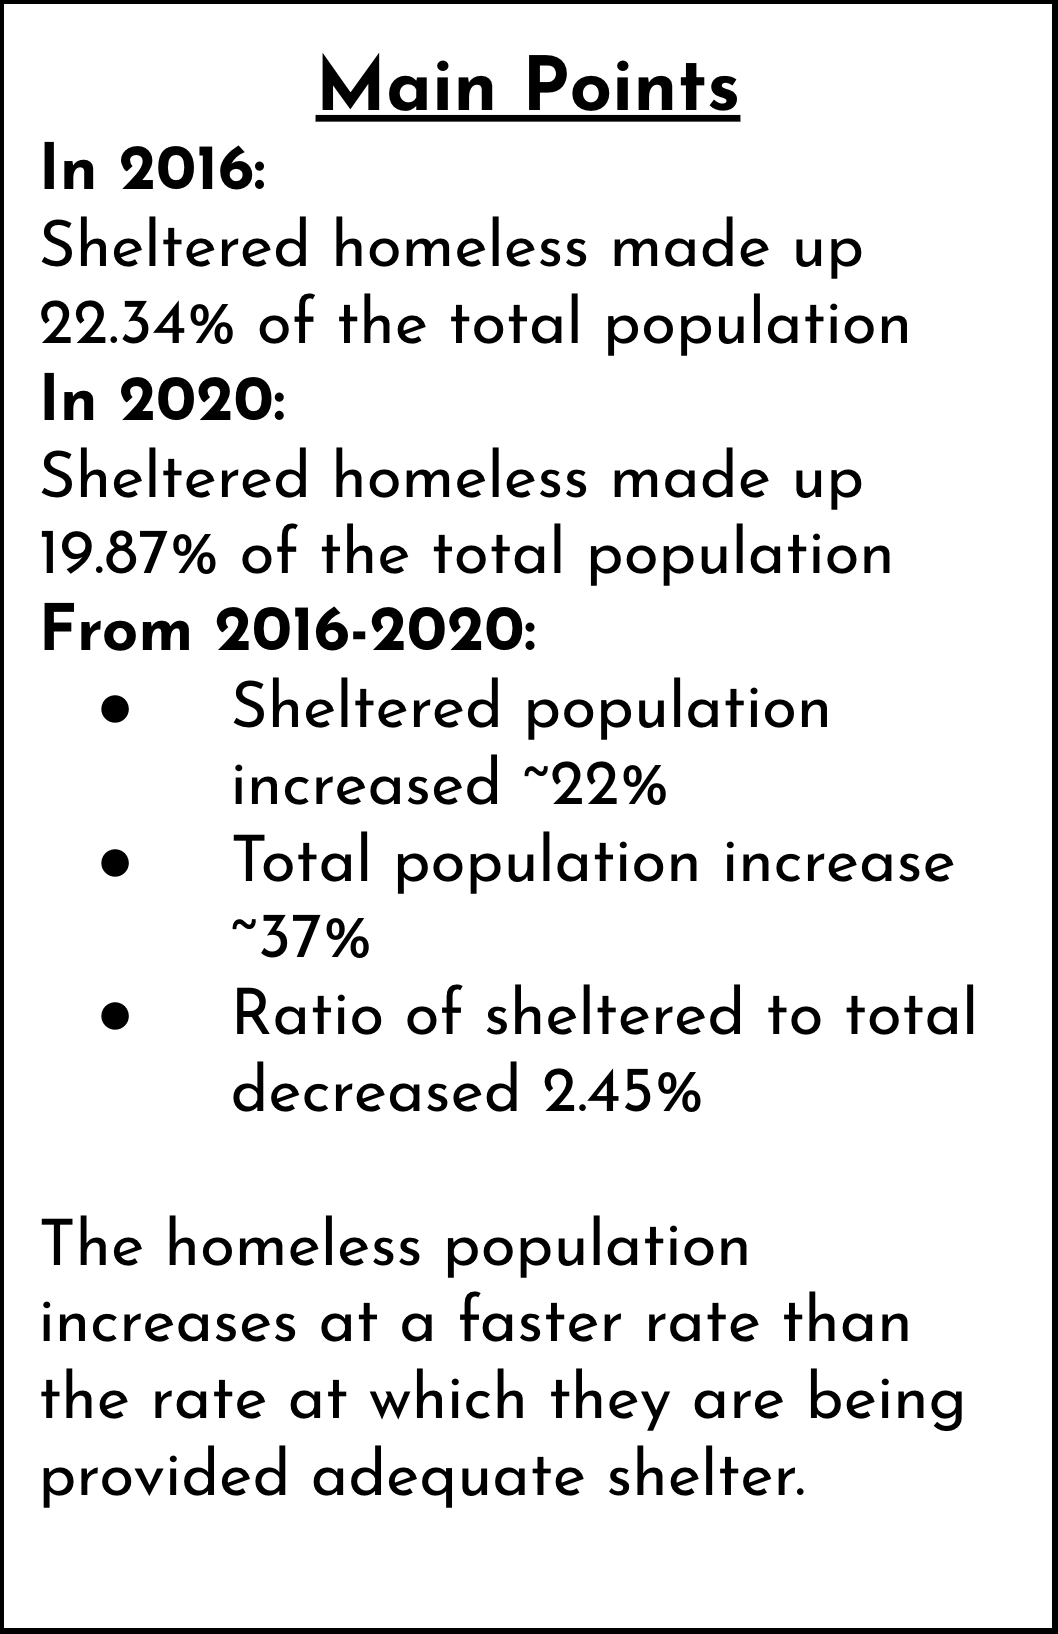 Main Points
In 2016:
Sheltered homeless made up
22.34% of the total population
In 2020:
Sheltered homeless made up
19.87% of the total population
From 2016-2020:
● Sheltered population
increased ~22%
● Total population increase
~37%
● Ratio of sheltered to total
decreased 2.45%
The homeless population
increases at a faster rate than
the rate at which they are being
provided adequate shelter.